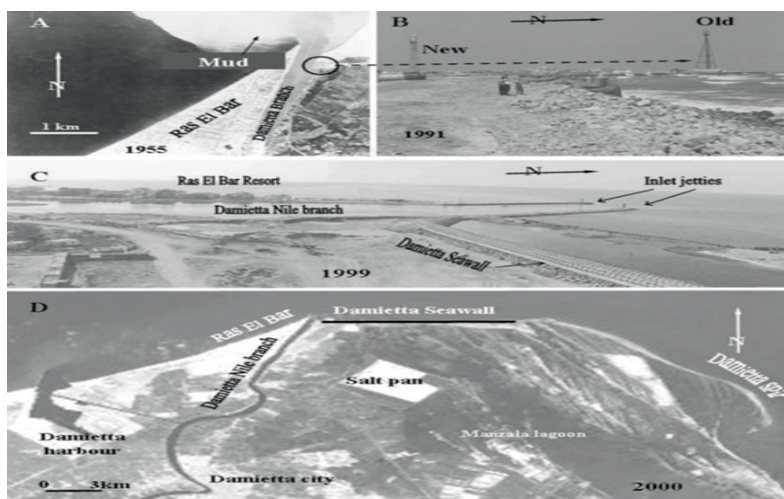 A
Mud
N
Ras El Bar
Damietta Branch
1 km
1955
B
N
New
Old
1991
C
N
Ras El Bar Resort
Inlet jetties
Damietta Nile branch
Damietta Seawall
1999
D
Damietta Seawall
Ras El Bar
N
Damietta Nile branch
Damietta spit
Salt pan
Manzala lagoon
Damietta harbour
Damietta city
0 3km
2000